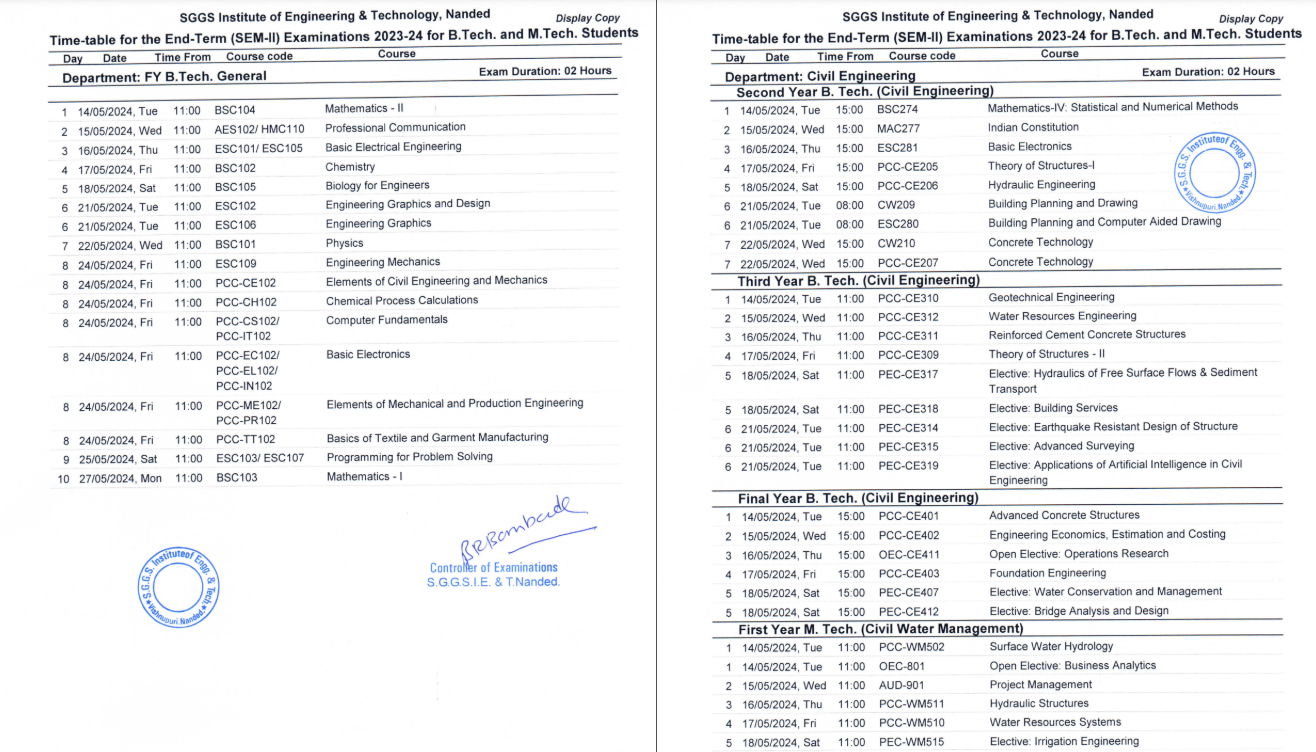 SGGS Institute of Engineering & Technology, Nanded
Display Copy
Time-table for the End-Term (SEM-II) Examinations 2023-24 for B.Tech. and M.Tech. Students
Day Date Time From Course code Course
Department: FY B.Tech. General Exam Duration: 02 Hours
1 14/05/2024, Tue 11:00 BSC104 Mathematics - II
2 15/05/2024, Wed 11:00 AES102/ HMC110 Professional Communication
3 16/05/2024, Thu 11:00 ESC101/ ESC105 Basic Electrical Engineering
4 17/05/2024, Fri 11:00 BSC102 Chemistry
5 18/05/2024, Sat 11:00 BSC105 Biology for Engineers
6 21/05/2024, Tue 11:00 ESC102 Engineering Graphics and Design
6 21/05/2024, Tue 11:00 ESC106 Engineering Graphics
7 22/05/2024, Wed 11:00 BSC101 Physics
8 24/05/2024, Fri 11:00 ESC109 Engineering Mechanics
8 24/05/2024, Fri 11:00 PCC-CE102 Elements of Civil Engineering and Mechanics
8 24/05/2024, Fri 11:00 PCC-CH102 Chemical Process Calculations
8 24/05/2024, Fri 11:00 PCC-CS102/ Computer Fundamentals
PCC-IT102
8 24/05/2024, Fri 11:00 PCC-EC102/ Basic Electronics
PCC-EL102/
PCC-IN102
8 24/05/2024, Fri 11:00 PCC-ME102/ Elements of Mechanical and Production Engineering
PCC-PR102
8 24/05/2024, Fri 11:00 PCC-TT102 Basics of Textile and Garment Manufacturing
9 25/05/2024, Sat 11:00 ESC103/ ESC107 Programming for Problem Solving
10 27/05/2024, Mon 11:00 BSC103 Mathematics - I
S.G.G.S. Instituteof Engg. & Tech.
Vishnupuri.Nanded.
BRBombade
Controller of Examinations
S.G.G.S.I.E. & T.Nanded.
SGGS Institute of Engineering & Technology, Nanded
Display Copy
Time-table for the End-Term (SEM-II) Examinations 2023-24 for B.Tech. and M.Tech. Students
Day Date Time From Course code Course
Department: Civil Engineering Exam Duration: 02 Hours
Second Year B. Tech. (Civil Engineering)
1 14/05/2024, Tue 15:00 BSC274 Mathematics-IV: Statistical and Numerical Methods
2 15/05/2024, Wed 15:00 MAC277 Indian Constitution
3 16/05/2024, Thu 15:00 ESC281 Basic Electronics
4 17/05/2024, Fri 15:00 PCC-CE205 Theory of Structures-I
5 18/05/2024, Sat 15:00 PCC-CE206 Hydraulic Engineering
6 21/05/2024, Tue 08:00 CW209 Building Planning and Drawing
6 21/05/2024, Tue 08:00 ESC280 Building Planning and Computer Aided Drawing
7 22/05/2024, Wed 15:00 CW210 Concrete Technology
7 22/05/2024, Wed 15:00 PCC-CE207 Concrete Technology
S.G.G.S. Instituteof Engg. & Tech.
Vishnupuri.Nanded.
Third Year B. Tech. (Civil Engineering)
1 14/05/2024, Tue 11:00 PCC-CE310 Geotechnical Engineering
2 15/05/2024, Wed 11:00 PCC-CE312 Water Resources Engineering
3 16/05/2024, Thu 11:00 PCC-CE311 Reinforced Cement Concrete Structures
4 17/05/2024, Fri 11:00 PCC-CE309 Theory of Structures - II
5 18/05/2024, Sat 11:00 PEC-CE317 Elective: Hydraulics of Free Surface Flows & Sediment
Transport
5 18/05/2024, Sat 11:00 PEC-CE318 Elective: Building Services
6 21/05/2024, Tue 11:00 PEC-CE314 Elective: Earthquake Resistant Design of Structure
6 21/05/2024, Tue 11:00 PEC-CE315 Elective: Advanced Surveying
6 21/05/2024, Tue 11:00 PEC-CE319 Elective: Applications of Artificial Intelligence in Civil
Engineering
Final Year B. Tech. (Civil Engineering)
1 14/05/2024, Tue 15:00 PCC-CE401 Advanced Concrete Structures
2 15/05/2024, Wed 15:00 PCC-CE402 Engineering Economics, Estimation and Costing
3 16/05/2024, Thu 15:00 OEC-CE411 Open Elective: Operations Research
4 17/05/2024, Fri 15:00 PCC-CE403 Foundation Engineering
5 18/05/2024, Sat 15:00 PEC-CE407 Elective: Water Conservation and Management
5 18/05/2024, Sat 15:00 PEC-CE412 Elective: Bridge Analysis and Design
First Year M. Tech. (Civil Water Management)
1 14/05/2024, Tue 11:00 PCC-WM502 Surface Water Hydrology
1 14/05/2024, Tue 11:00 OEC-801 Open Elective: Business Analytics
2 15/05/2024, Wed 11:00 AUD-901 Project Management
3 16/05/2024, Thu 11:00 PCC-WM511 Hydraulic Structures
4 17/05/2024, Fri 11:00 PCC-WM510 Water Resources Systems
5 18/05/2024, Sat 11:00 PEC-WM515 Elective: Irrigation Engineering